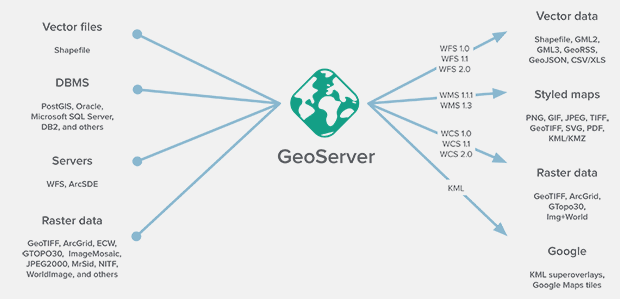 Vector files
Shapefile
DBMS
PostGIS, Oracle,
Microsoft SQL Server,
DB2, and others
Servers
WFS, ArcSDE
Raster data
GeoTIFF, ArcGrid, ECW,
GTOPO30, ImageMosaic,
JPEG2000, MrSid, NITF,
WorldImage, and others
GeoServer
WFS 1.0
WFS 1.1
WFS 2.0
WMS 1.1.1
WMS 1.3
WCS 1.0
WCS 1.1
WCS 2.0
KML
Vector data
Shapefile, GML2,
GML3, GeoRSS,
GeoJSON, CSV/XLS
Styled maps
PNG, GIF, JPEG, TIFF,
GeoTIFF, SVG, PDF,
KML/KMZ
Raster data
GeoTIFF, ArcGrid,
GTopo30,
Img+World
Google
KML superoverlays,
Google Maps tiles